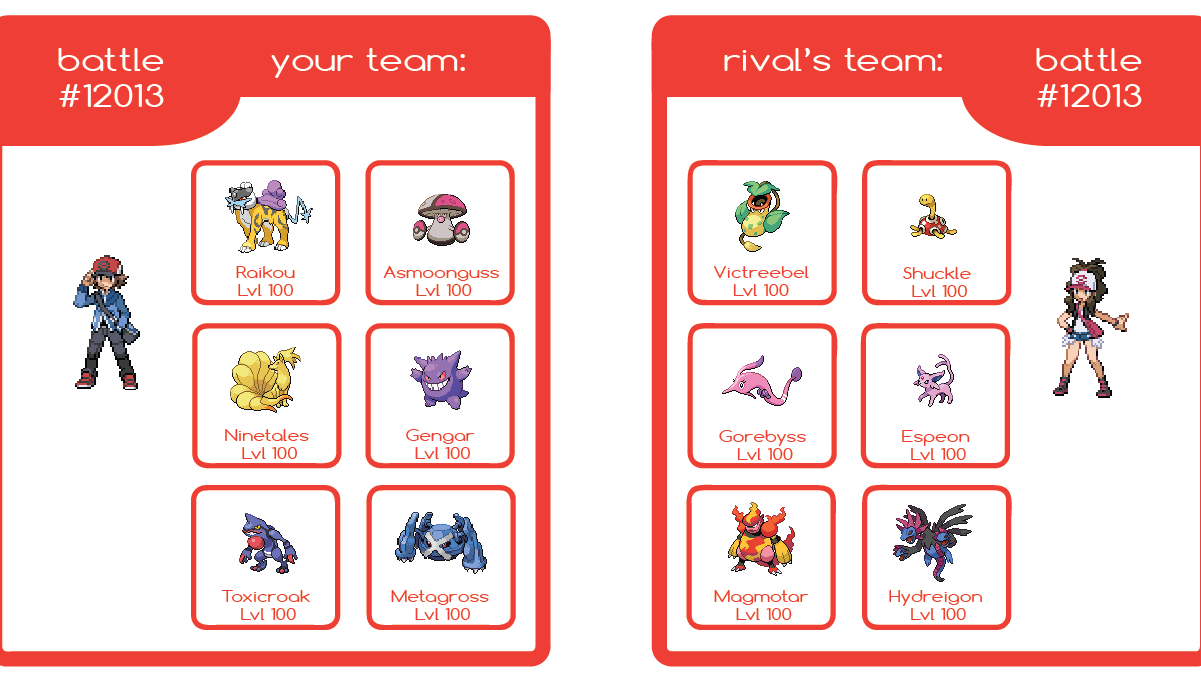 battle
#12013
your team:
Raikou
Lvl 100
Asmoonguss
Lvl 100
Ninetales
Lvl 100
Gengar
Lvl 100
Toxicroak
Lvl 100
Metagross
Lvl 100
rival's team:
battle
#12013
Victreebel
Lvl 100
Shuckle
Lvl 100
Gorebyss
Lvl 100
Espeon
Lvl 100
Magmotar
Lvl 100
Hydreigon
Lvl 100